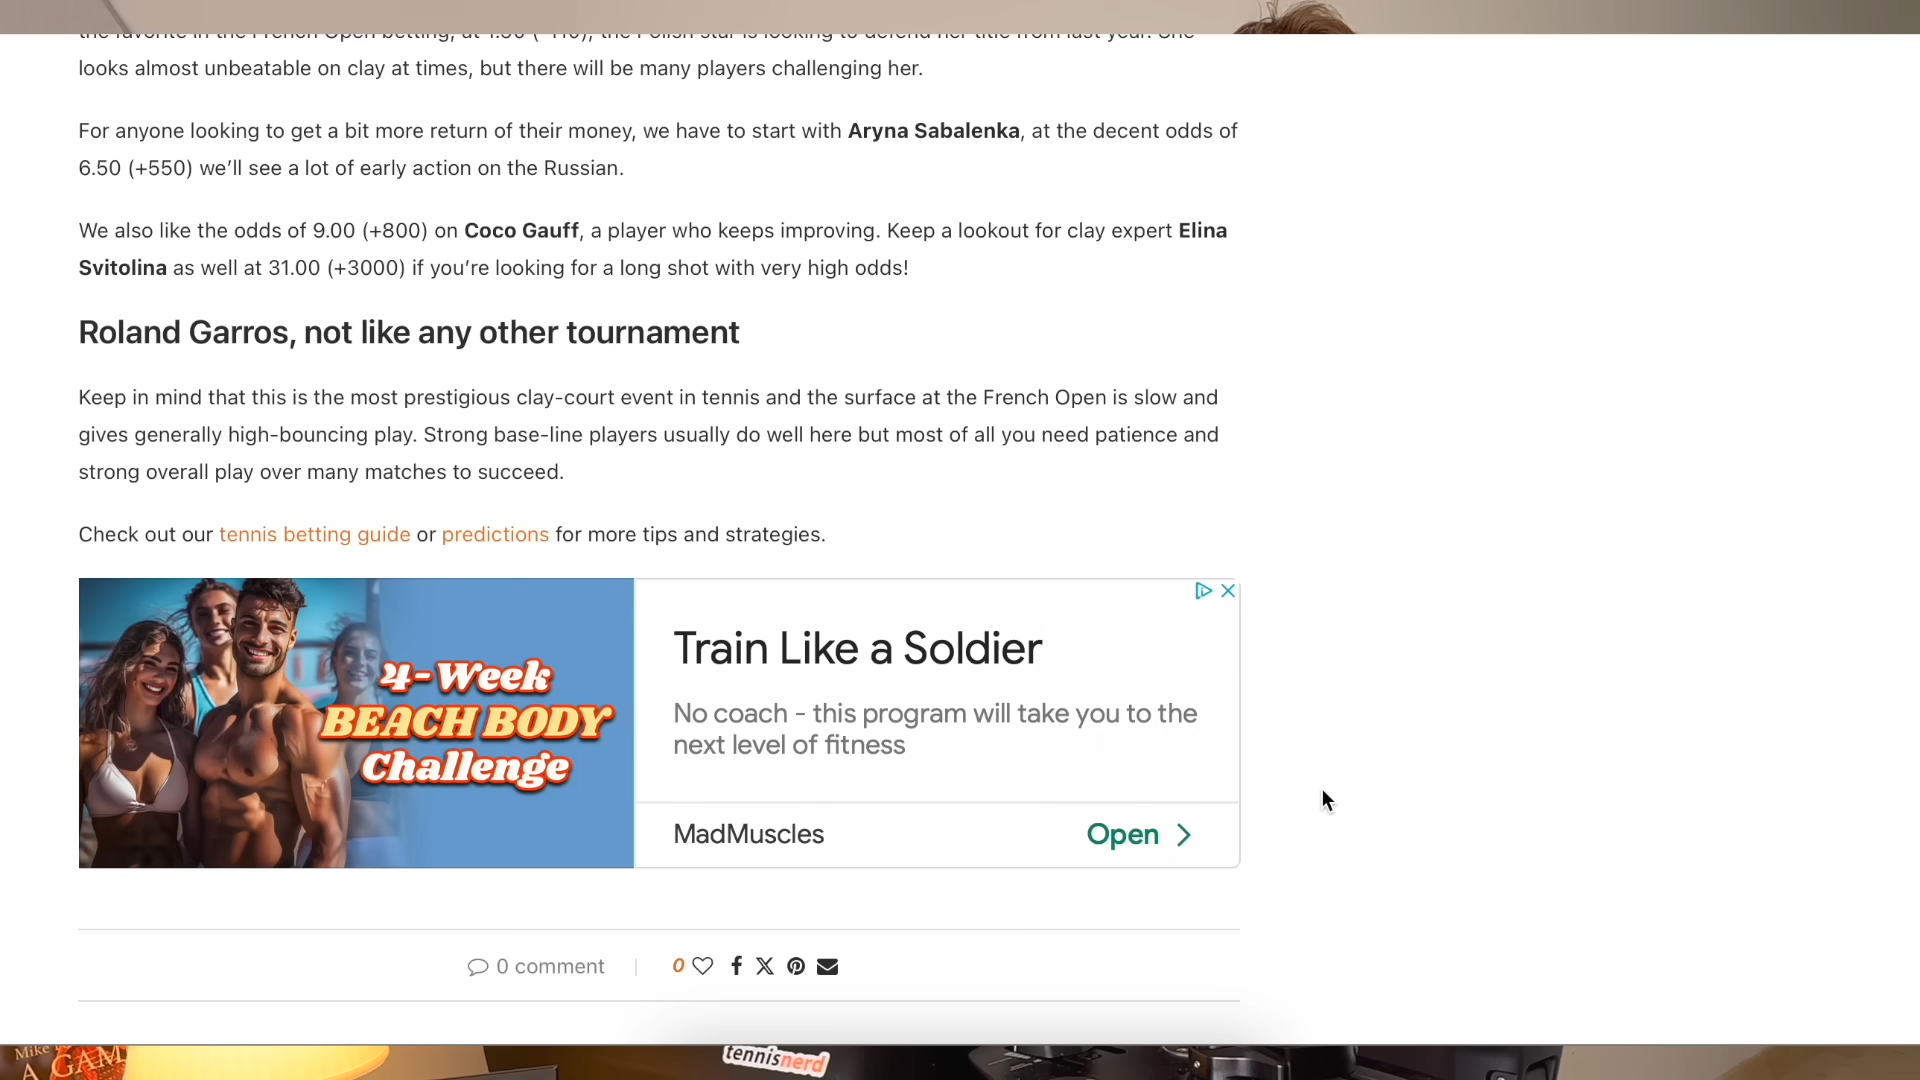 the favorite in the French Open betting, at
the Polish star is looking to defend her title from last year. She
looks almost unbeatable on clay at times, but there will be many players challenging her.
For anyone looking to get a bit more return of their money, we have to start with Aryna Sabalenka, at the decent odds of
6.50 (+550) we’ll see a lot of early action on the Russian.
We also like the odds of 9.00 (+800) on Coco Gauff, a player who keeps improving. Keep a lookout for clay expert Elina
Svitolina as well at 31.00 (+3000) if you’re looking for a long shot with very high odds!
Roland Garros, not like any other tournament
Keep in mind that this is the most prestigious clay-court event in tennis and the surface at the French Open is slow and
gives generally high-bouncing play. Strong base-line players usually do well here but most of all you need patience and
strong overall play over many matches to succeed.
Check out our tennis betting guide or predictions for more tips and strategies.
4-Week
BEACH BODY
Challenge
Train Like a Soldier
No coach - this program will take you to the
next level of fitness
MadMuscles
Open
0 comment
0
Mike
A GAM
tennisnerd